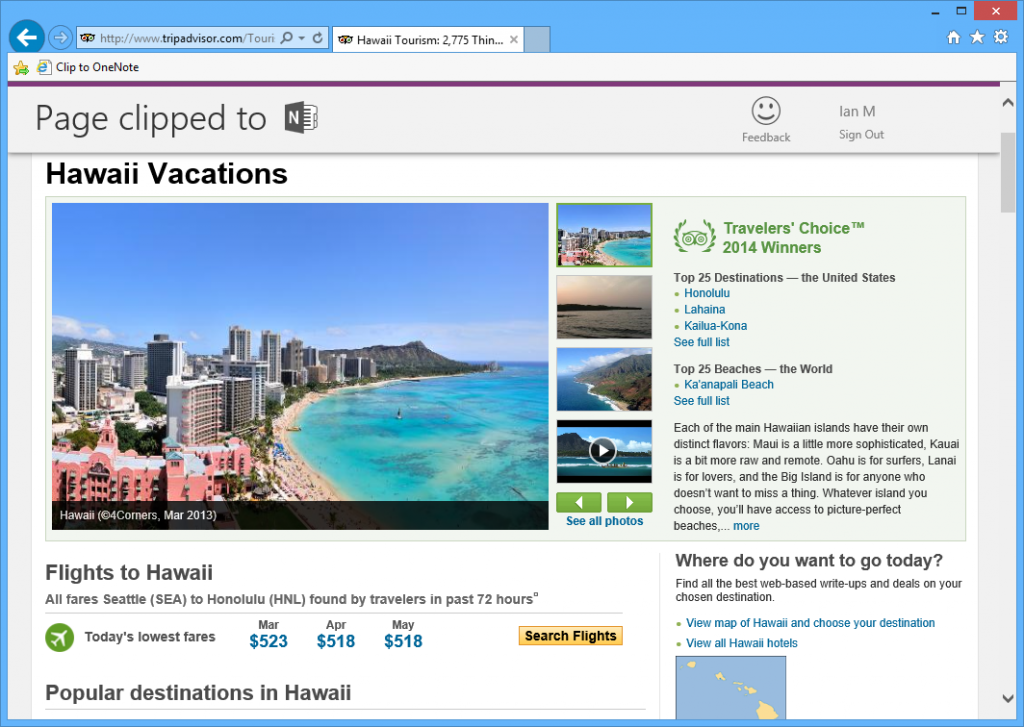 http://www.tripadvisor.com/Touri
Hawaii Tourism: 2,775 Thin...
Clip to OneNote
Page clipped to
N
Feedback
Ian M
Sign Out
Hawaii Vacations
Hawaii (©4Corners, Mar 2013)
See all photos
Travelers' Choice™
2014 Winners
Top 25 Destinations — the United States
Honolulu
Lahaina
Kailua-Kona
See full list
Top 25 Beaches — the World
Ka'anapali Beach
See full list
Each of the main Hawaiian islands have their own
distinct flavors: Maui is a little more sophisticated, Kauai
is a bit more raw and remote. Oahu is for surfers, Lanai
is for lovers, and the Big Island is for anyone who
doesn't want to miss a thing. Whatever island you
choose, you'll have access to picture-perfect
beaches,... more
Flights to Hawaii
All fares Seattle (SEA) to Honolulu (HNL) found by travelers in past 72 hours
Today's lowest fares
Mar Apr May
$523 $518 $518
Search Flights
Popular destinations in Hawaii
Where do you want to go today?
Find all the best web-based write-ups and deals on your
chosen destination.
View map of Hawaii and choose your destination
View all Hawaii hotels